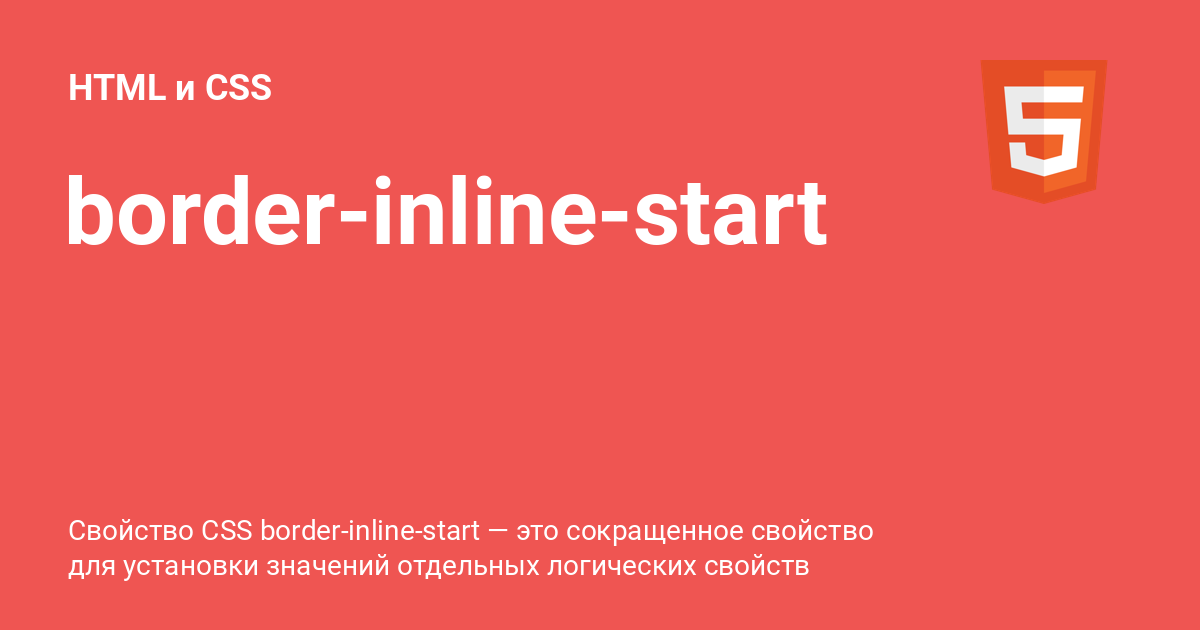 HTML и CSS
border-inline-start
Свойство CSS border-inline-start — это сокращенное свойство
для установки значений отдельных логических свойств